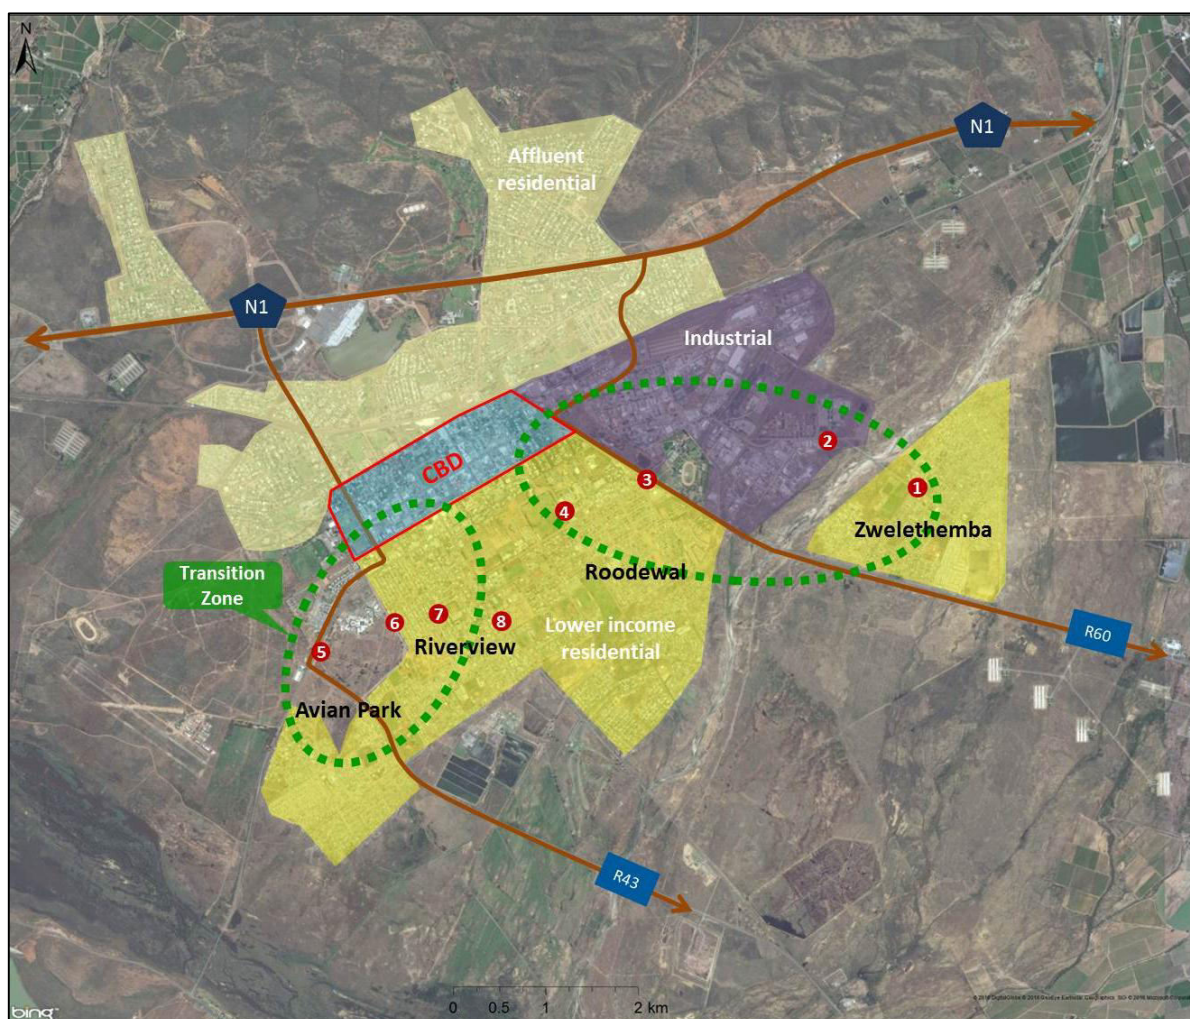 N
N1
Affluent
residential
N1
Industrial
CBD
2
3
1
4
Zwelethemba
Transition
Zone
Roodewal
7
6
8
Lower income
residential
Riverview
5
R60
Avian Park
R43
0 0.5 1 2 km
bing